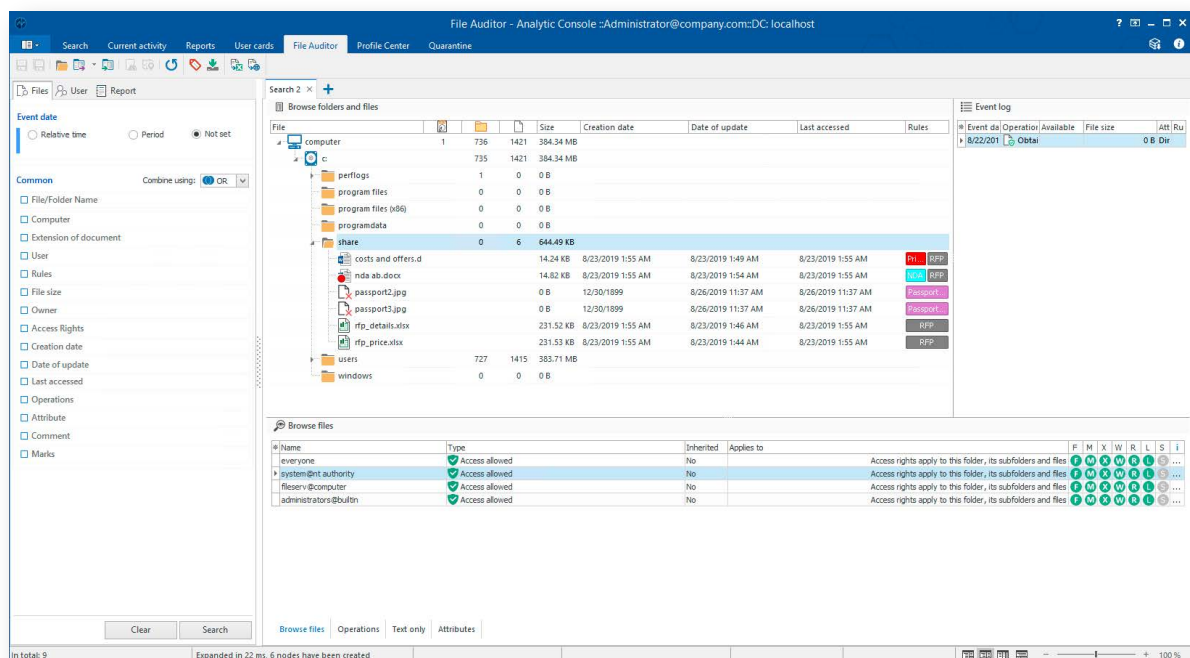 File Auditor - Analytic Console ::Administrator@company.com::DC: localhost
Search Current activity Reports User cards File Auditor Profile Center Quarantine
Files User Report
Search 2
Event date
Relative time Period Not set
Common Combine using: OR
File/Folder Name
Computer
Extension of document
User
Rules
File size
Owner
Access Rights
Creation date
Date of update
Last accessed
Operations
Attribute
Comment
Marks
Clear Search
Browse folders and files
File Size Creation date Date of update Last accessed Rules
computer 1 736 1421 384.34 MB
c: 735 1421 384.34 MB
perflogs 1 0 0 B
program files 0 0 0 B
program files (x86) 0 0 0 B
programdata 0 0 0 B
share 0 6 644.49 KB
costs and offers.d 14.24 KB 8/23/2019 1:55 AM 8/23/2019 1:49 AM 8/23/2019 1:55 AM Pri... RFP
nda ab.docx 14.82 KB 8/23/2019 1:55 AM 8/23/2019 1:54 AM 8/23/2019 1:55 AM NDA RFP
passport2.jpg 0 B 12/30/1899 8/26/2019 11:37 AM 8/26/2019 11:37 AM Passport...
passport3.jpg 0 B 12/30/1899 8/26/2019 11:37 AM 8/26/2019 11:37 AM Passport...
rfp_details.xlsx 231.52 KB 8/23/2019 1:55 AM 8/23/2019 1:46 AM 8/23/2019 1:55 AM RFP
rfp_price.xlsx 231.53 KB 8/23/2019 1:55 AM 8/23/2019 1:44 AM 8/23/2019 1:55 AM RFP
users 727 1415 383.71 MB
windows 0 0 0 B
Event log
Event da Operation Available File size Att Ru
8/22/201 Obtai 0 B Dir
Browse files
Name Type Inherited Applies to F M X W R L S i
everyone Access allowed No Access rights apply to this folder, its subfolders and files F M X W R L S ...
system@nt authority Access allowed No Access rights apply to this folder, its subfolders and files F M X W R L S ...
fileserv@computer Access allowed No Access rights apply to this folder, its subfolders and files F M X W R L S ...
administrators@builtin Access allowed No Access rights apply to this folder, its subfolders and files F M X W R L S ...
Browse files Operations Text only Attributes
In total: 9 Expanded in 22 ms, 6 nodes have been created 100 %